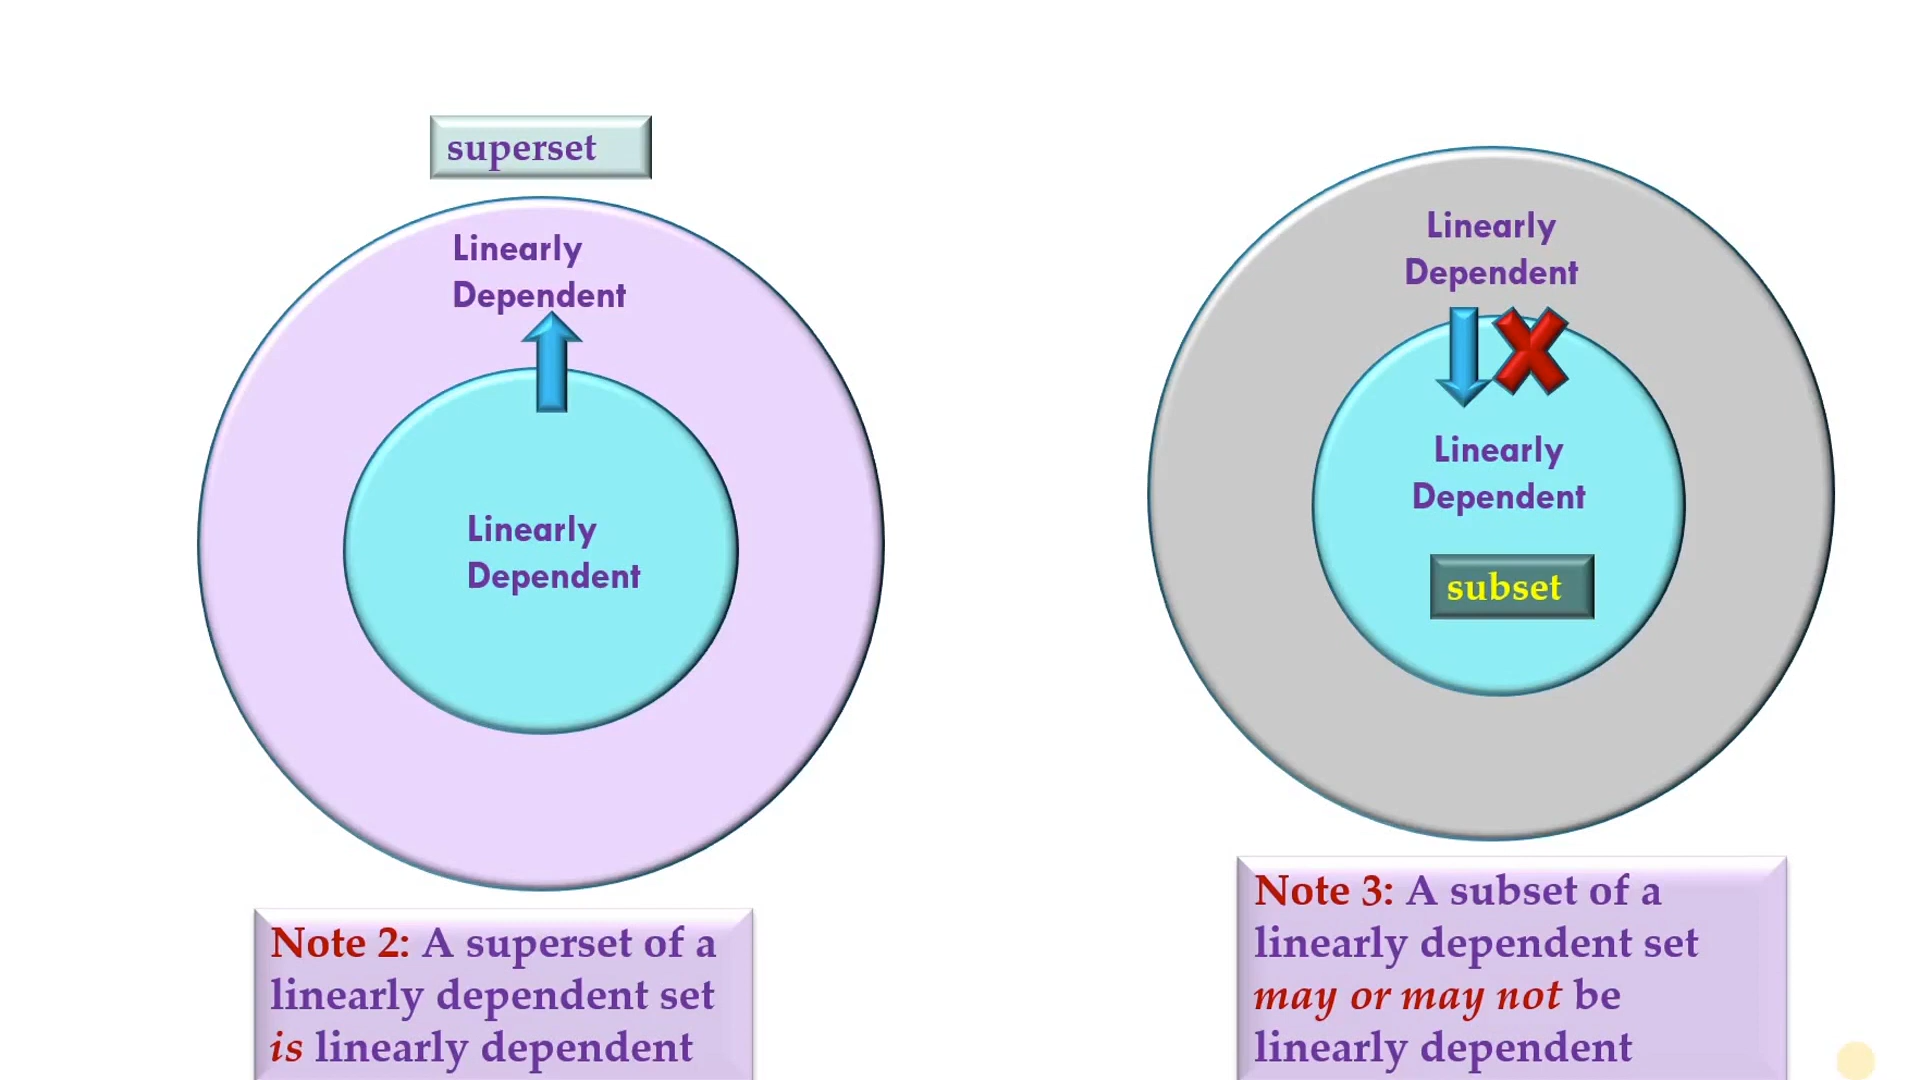 superset
Linearly
Dependent
Linearly
Dependent
Note 2: A superset of a
linearly dependent set
is linearly dependent
Linearly
Dependent
Linearly
Dependent
subset
Note 3: A subset of a
linearly dependent set
may or may not be
linearly dependent